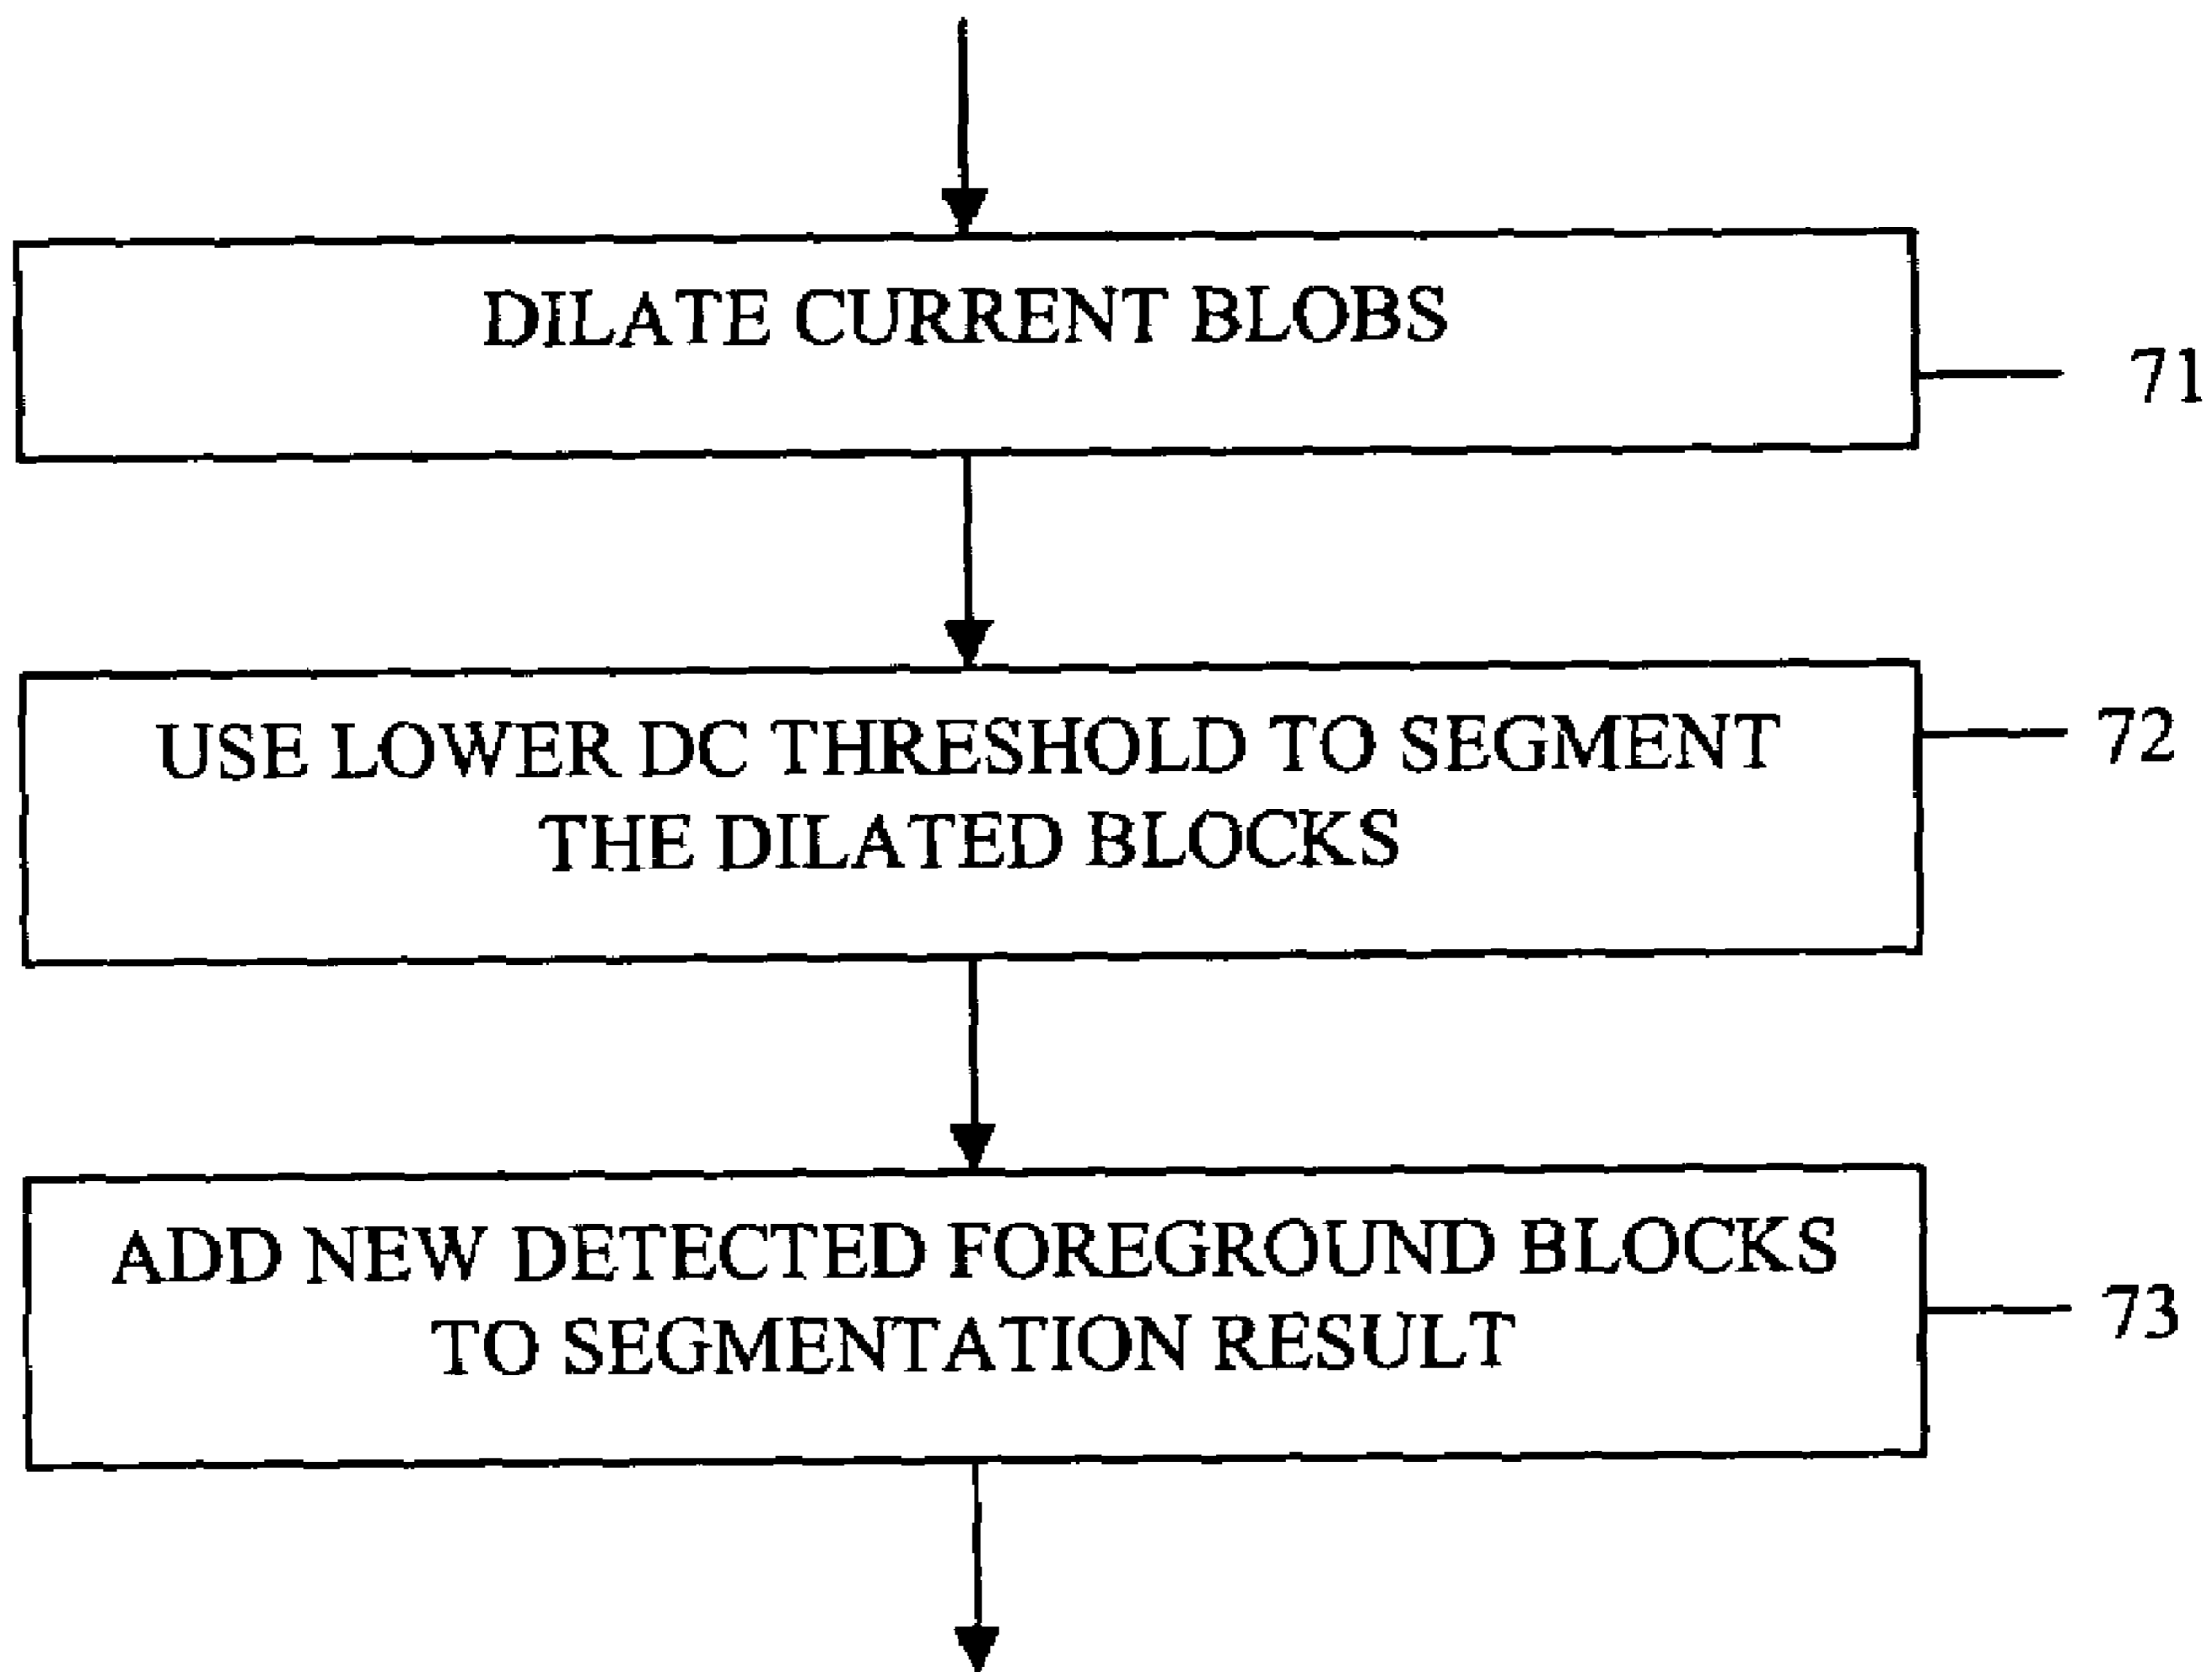 DILATE CURRENT BLOBS
71
USE LOWER DC THRESHOLD TO SEGMENT
THE DILATED BLOCKS
72
ADD NEW DETECTED FOREGROUND BLOCKS
TO SEGMENTATION RESULT
73